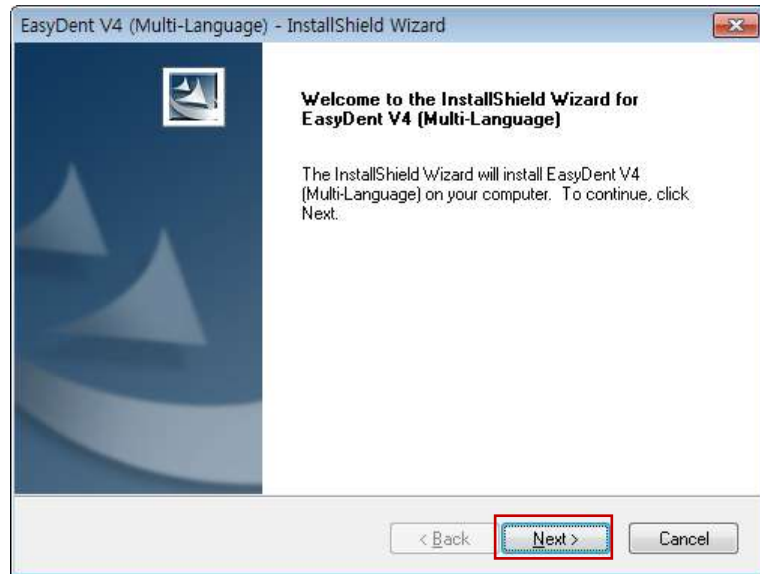 EasyDent V4 (Multi-Language) - InstallShield Wizard
Welcome to the InstallShield Wizard for
EasyDent V4 (Multi-Language)
The InstallShield Wizard will install EasyDent V4
(Multi-Language) on your computer. To continue, click
Next.
< Back Next > Cancel